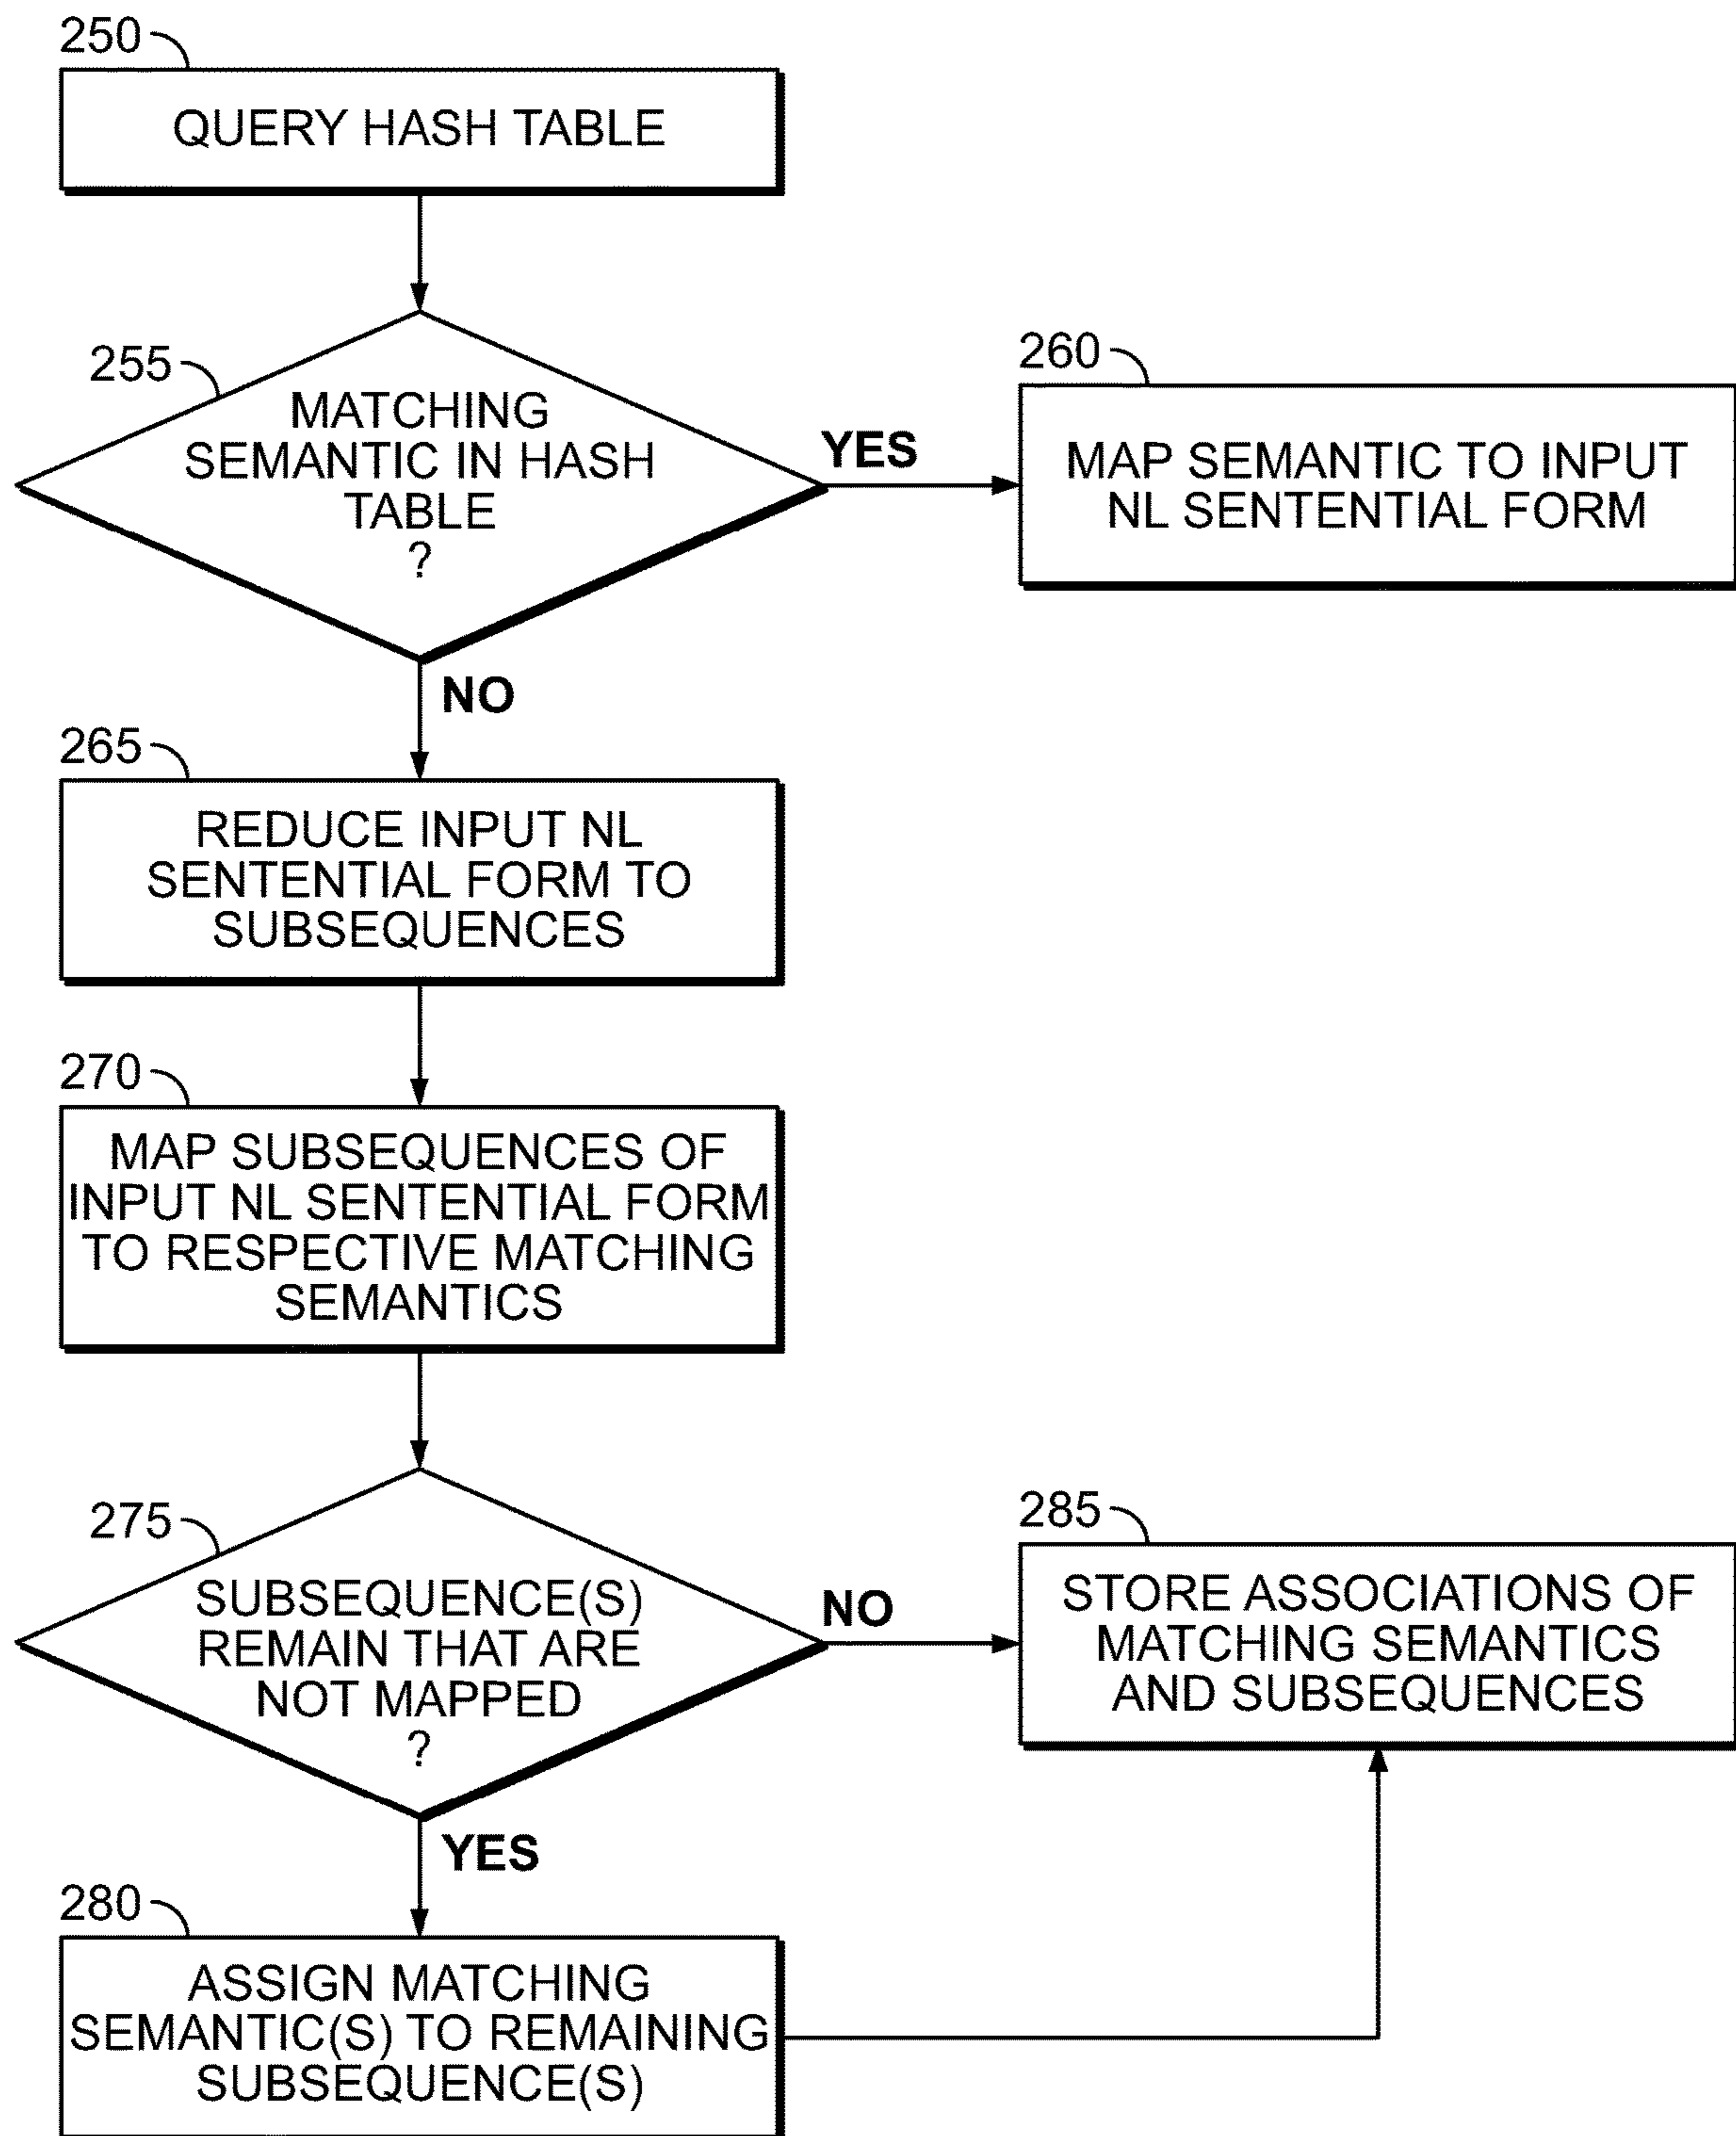 250
QUERY HASH TABLE
255
MATCHING
SEMANTIC IN HASH
TABLE
?
YES
260
MAP SEMANTIC TO INPUT
NL SENTENTIAL FORM
NO
265
REDUCE INPUT NL
SENTENTIAL FORM TO
SUBSEQUENCES
270
MAP SUBSEQUENCES OF
INPUT NL SENTENTIAL FORM
TO RESPECTIVE MATCHING
SEMANTICS
275
SUBSEQUENCE(S)
REMAIN THAT ARE
NOT MAPPED
?
NO
285
STORE ASSOCIATIONS OF
MATCHING SEMANTICS
AND SUBSEQUENCES
YES
280
ASSIGN MATCHING
SEMANTIC(S) TO REMAINING
SUBSEQUENCE(S)